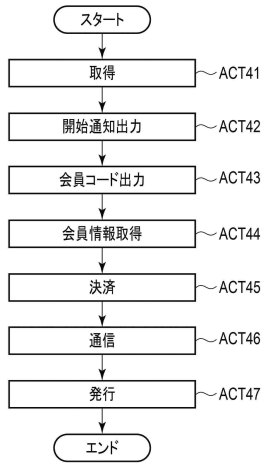 スタート
取得 ACT41
開始通知出力 ACT42
会員コード出力 ACT43
会員情報取得 ACT44
決済 ACT45
通信 ACT46
発行 ACT47
エンド